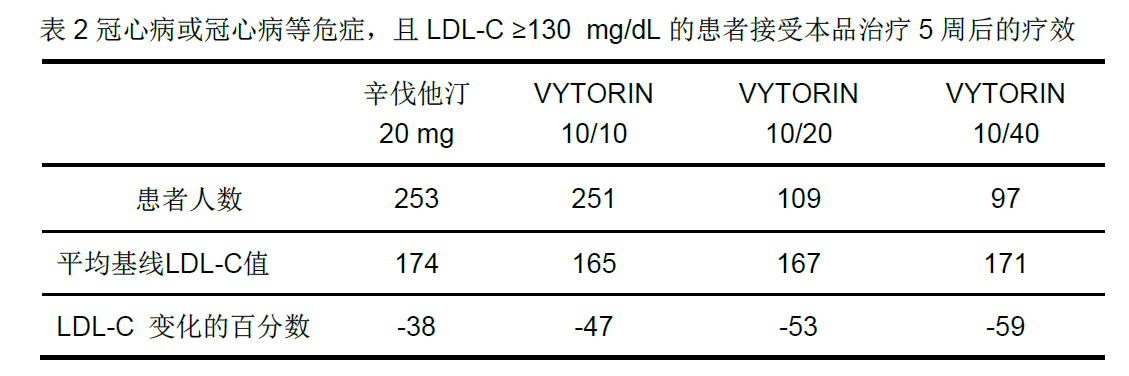 表 2 冠心病或冠心病等危症，且 LDL-C ≥130 mg/dL 的患者接受本品治疗 5 周后的疗效
辛伐他汀 VYTORIN VYTORIN VYTORIN
20 mg 10/10 10/20 10/40
患者人数 253 251 109 97
平均基线LDL-C值 174 165 167 171
LDL-C 变化的百分数 -38 -47 -53 -59